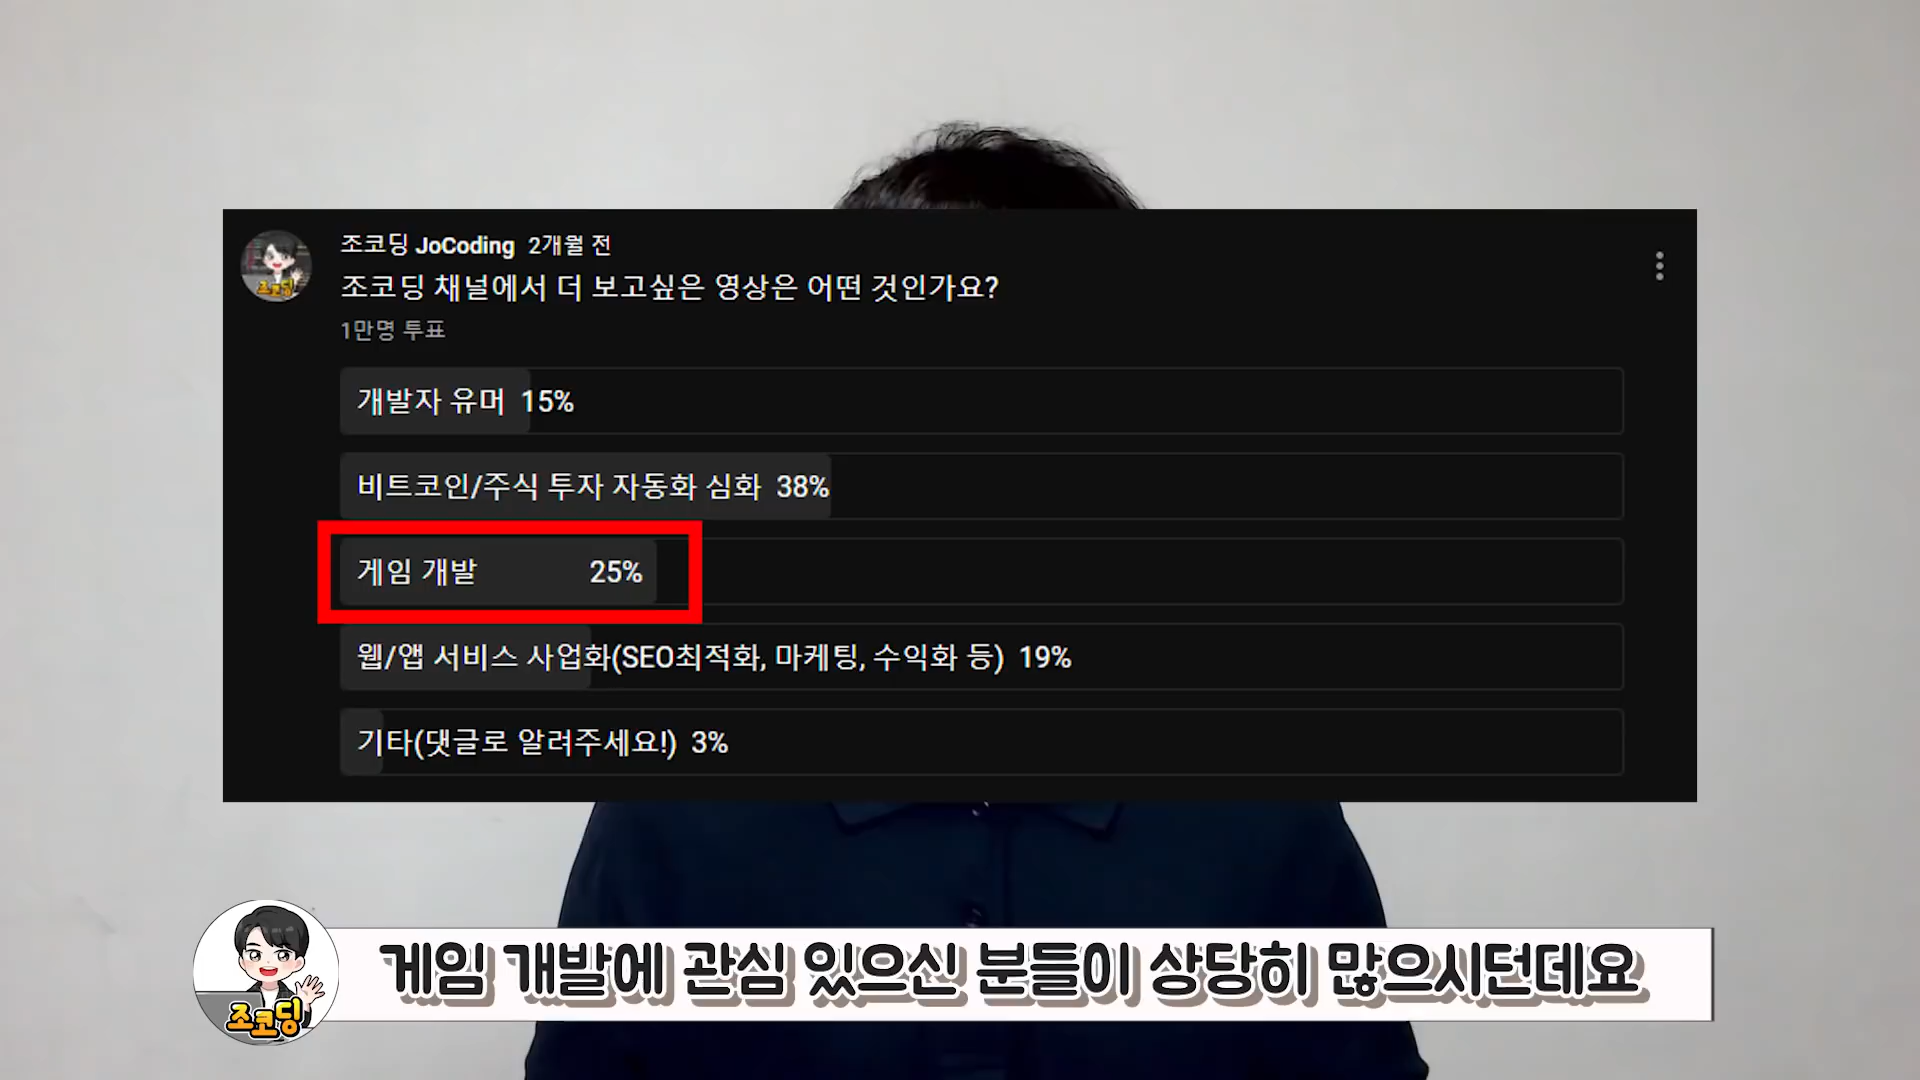 조코딩 JoCoding 2개월 전
조코딩 채널에서 더 보고싶은 영상은 어떤 것인가요?
1만명 투표
개발자 유머 15%
비트코인/주식 투자 자동화 심화 38%
게임 개발 25%
웹/앱 서비스 사업화(SEO최적화, 마케팅, 수익화 등) 19%
기타(댓글로 알려주세요!) 3%
게임 개발에 관심 있으신 분들이 상당히 많으시던데요
조코딩
조코딩